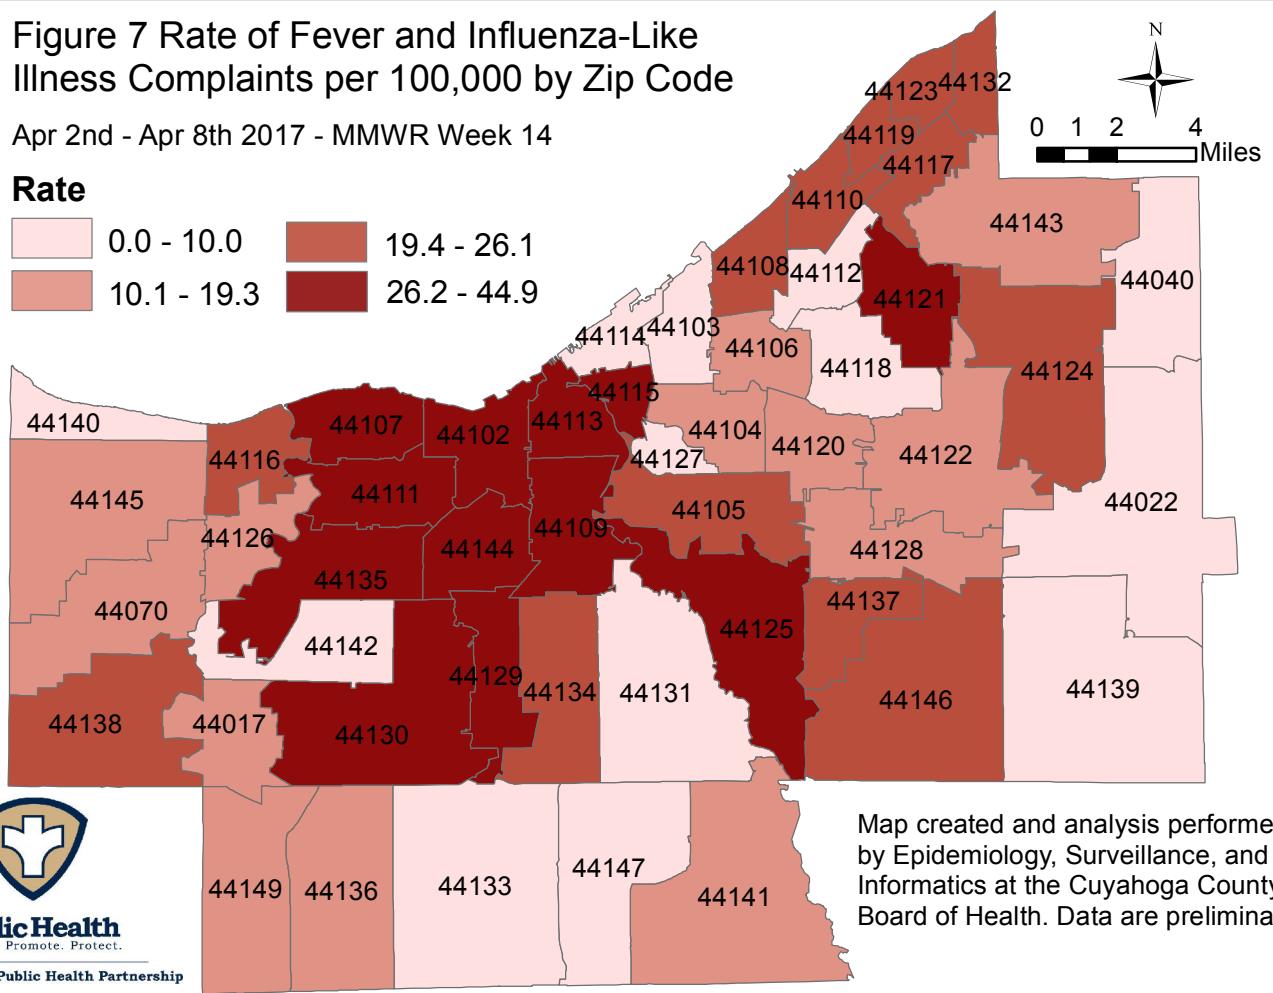 Figure 7 Rate of Fever and Influenza-Like
Illness Complaints per 100,000 by Zip Code
Apr 2nd - Apr 8th 2017 - MMWR Week 14
Rate
0.0 - 10.0
19.4 - 26.1
10.1 - 19.3
26.2 - 44.9
N
0 1 2 4
Miles
44132
44123
44119
44117
44110
44143
44108
44112
44040
44121
44114
44103
44106
44118
44124
44115
44140
44107
44102
44113
44104
44120
44122
44116
44127
44145
44111
44022
44105
44126
44109
44144
44128
44135
44070
44137
44125
44142
44129
44134
44131
44139
44146
44138
44017
44130
44147
44149
44136
44133
44141
Map created and analysis performe
by Epidemiology, Surveillance, and
Informatics at the Cuyahoga County
Board of Health. Data are prelimina
lic Health
Promote. Protect.
Public Health Partnership